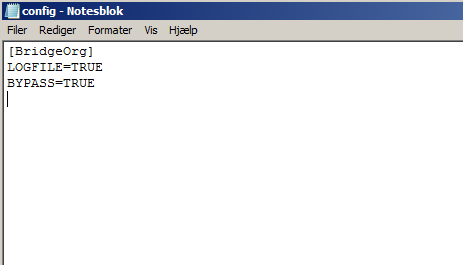 config - Notesblok
Filer Rediger Formater Vis Hjælp
[BridgeOrg]
LOGFILE=TRUE
BYPASS=TRUE